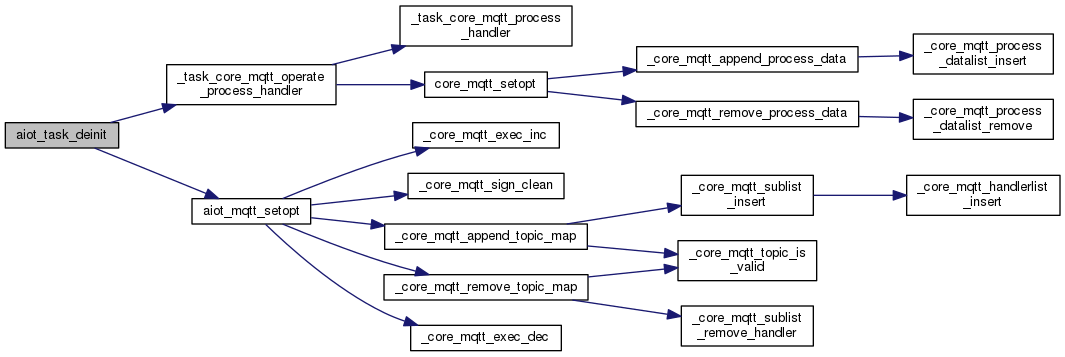 _task_core_mqtt_process
_handler
_task_core_mqtt_operate
_process_handler
core_mqtt_setopt
_core_mqtt_append_process_data
_core_mqtt_process
_datalist_insert
_core_mqtt_remove_process_data
_core_mqtt_process
_datalist_remove
aiot_task_deinit
_core_mqtt_exec_inc
_core_mqtt_sign_clean
aiot_mqtt_setopt
_core_mqtt_append_topic_map
_core_mqtt_sublist
_insert
_core_mqtt_handlerlist
_insert
_core_mqtt_topic_is
_valid
_core_mqtt_remove_topic_map
_core_mqtt_sublist
_remove_handler
_core_mqtt_exec_dec